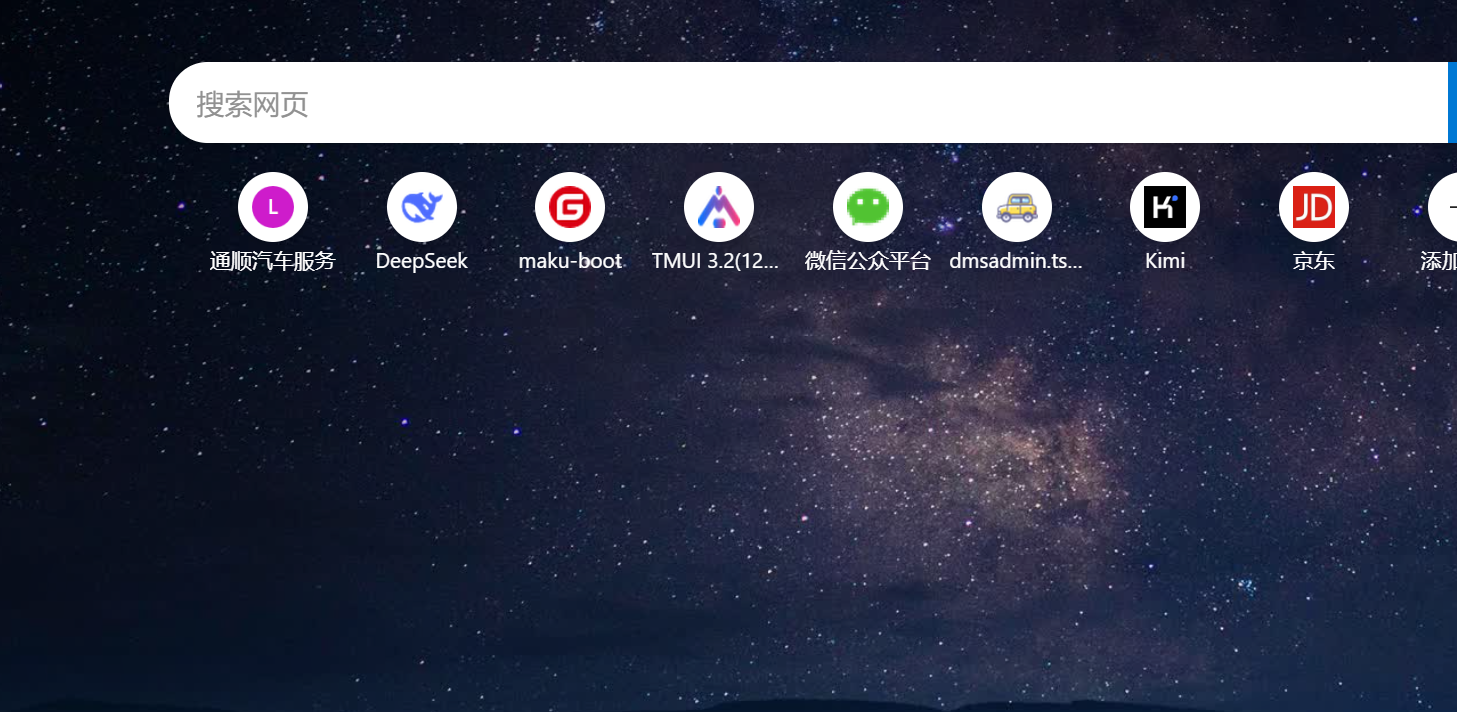 搜索网页
L
通顺汽车服务
DeepSeek
G
maku-boot
TMUI 3.2(12...
微信公众平台
dmsadmin.ts...
K
Kimi
JD
京东
添加